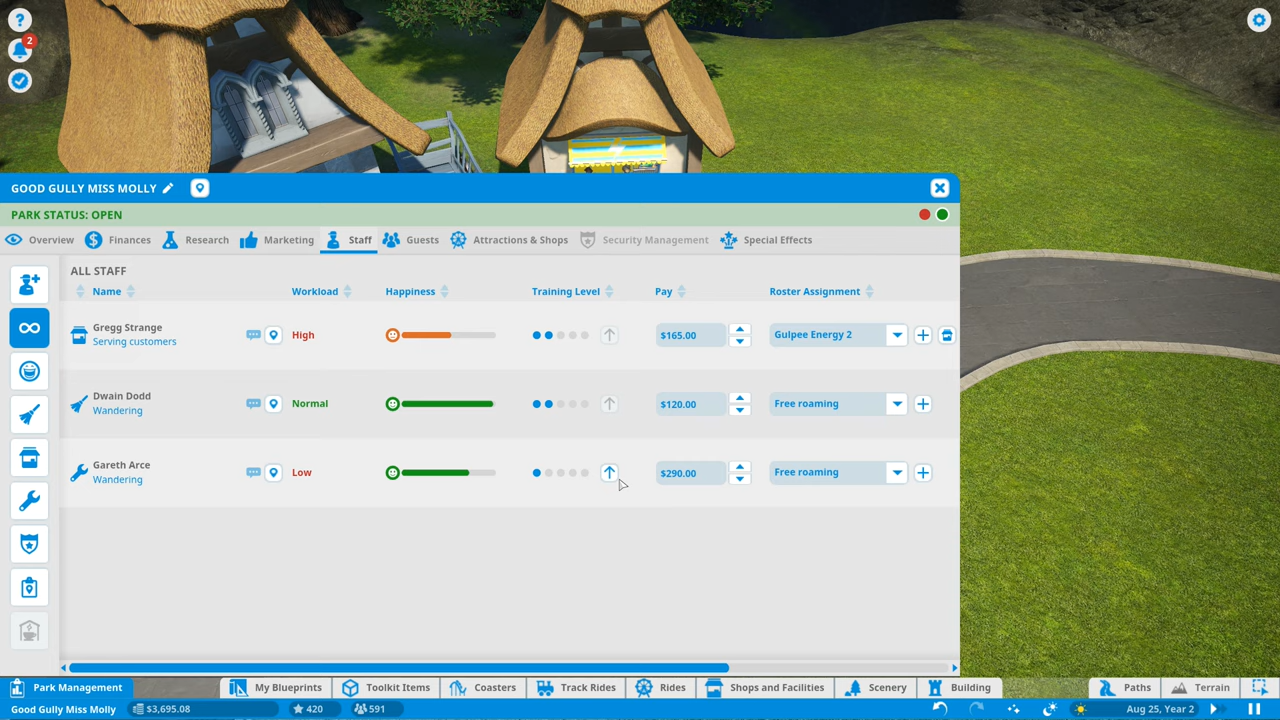 2
GOOD GULLY MISS MOLLY
PARK STATUS: OPEN
Overview Finances Research Marketing Staff Guests Attractions & Shops Security Management Special Effects
ALL STAFF
Name Workload Happiness Training Level Pay Roster Assignment
Gregg Strange
Serving customers
High $165.00 Gulpee Energy 2
Dwain Dodd
Wandering
Normal $120.00 Free roaming
Gareth Arce
Wandering
Low $290.00 Free roaming
Park Management My Blueprints Toolkit Items Coasters Track Rides Rides Shops and Facilities Scenery Building Paths Terrain
Good Gully Miss Molly $3,695.08 420 591 Aug 25, Year 2